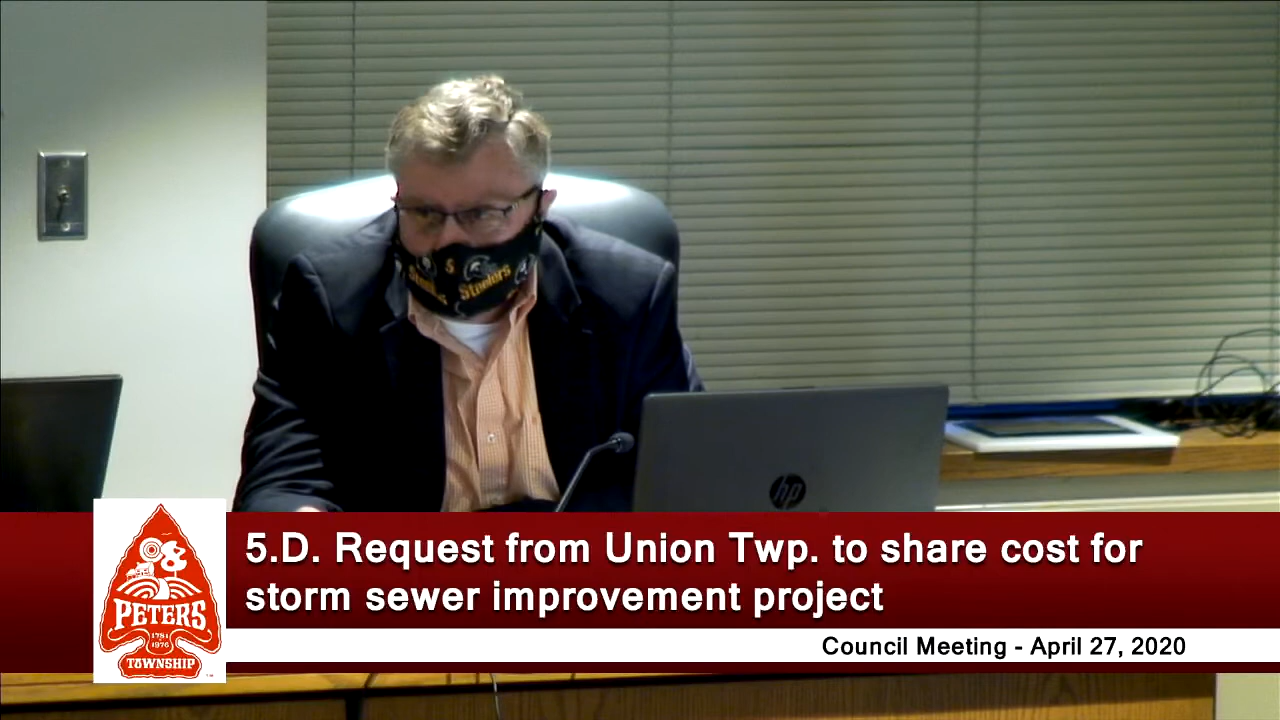 5
Steelers
hp
5.D. Request from Union Twp. to share cost for
storm sewer improvement project
Council Meeting - April 27, 2020
PETERS
1781
1976
TOWNSHIP